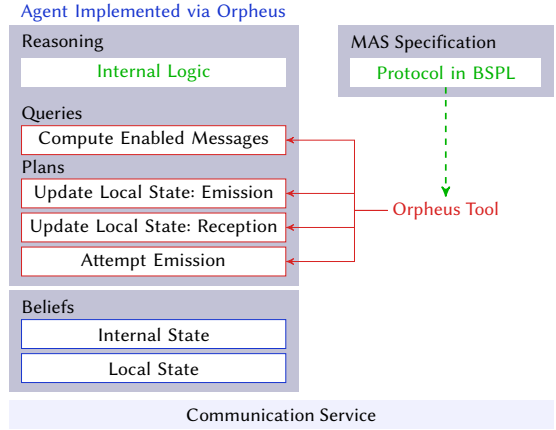 Agent Implemented via Orpheus
Reasoning
Internal Logic
Queries
Compute Enabled Messages
Plans
Update Local State: Emission
Update Local State: Reception
Attempt Emission
Beliefs
Internal State
Local State
MAS Specification
Protocol in BSPL
Orpheus Tool
Communication Service